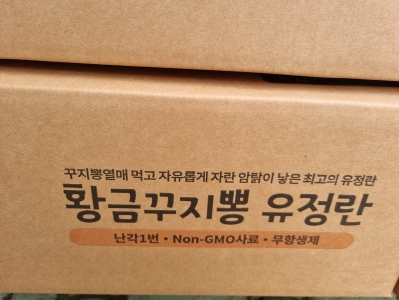 꾸지뽕열매 먹고 자유롭게 자란 암탉이 낳은 최고의 유정란
황금꾸지뽕 유정란
난각1번 • Non-GMO사료 • 무항생제